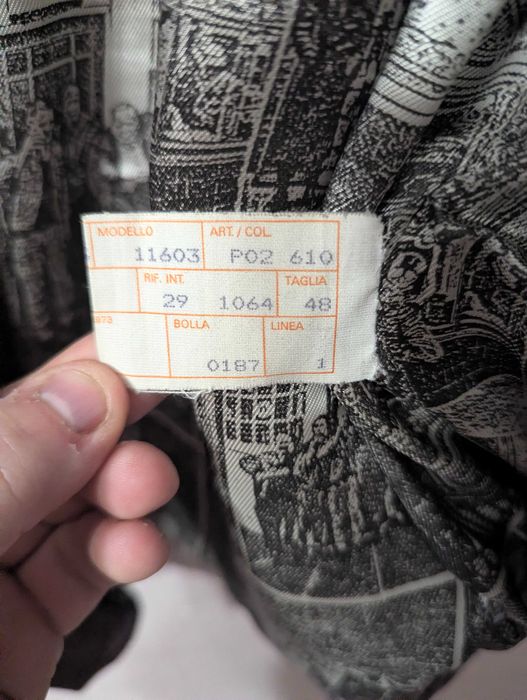 MODELLO ART./COL.
11603 P02 610
RIF. INT. TAGLIA
29 1064 48
BOLLA LINEA
0187 1